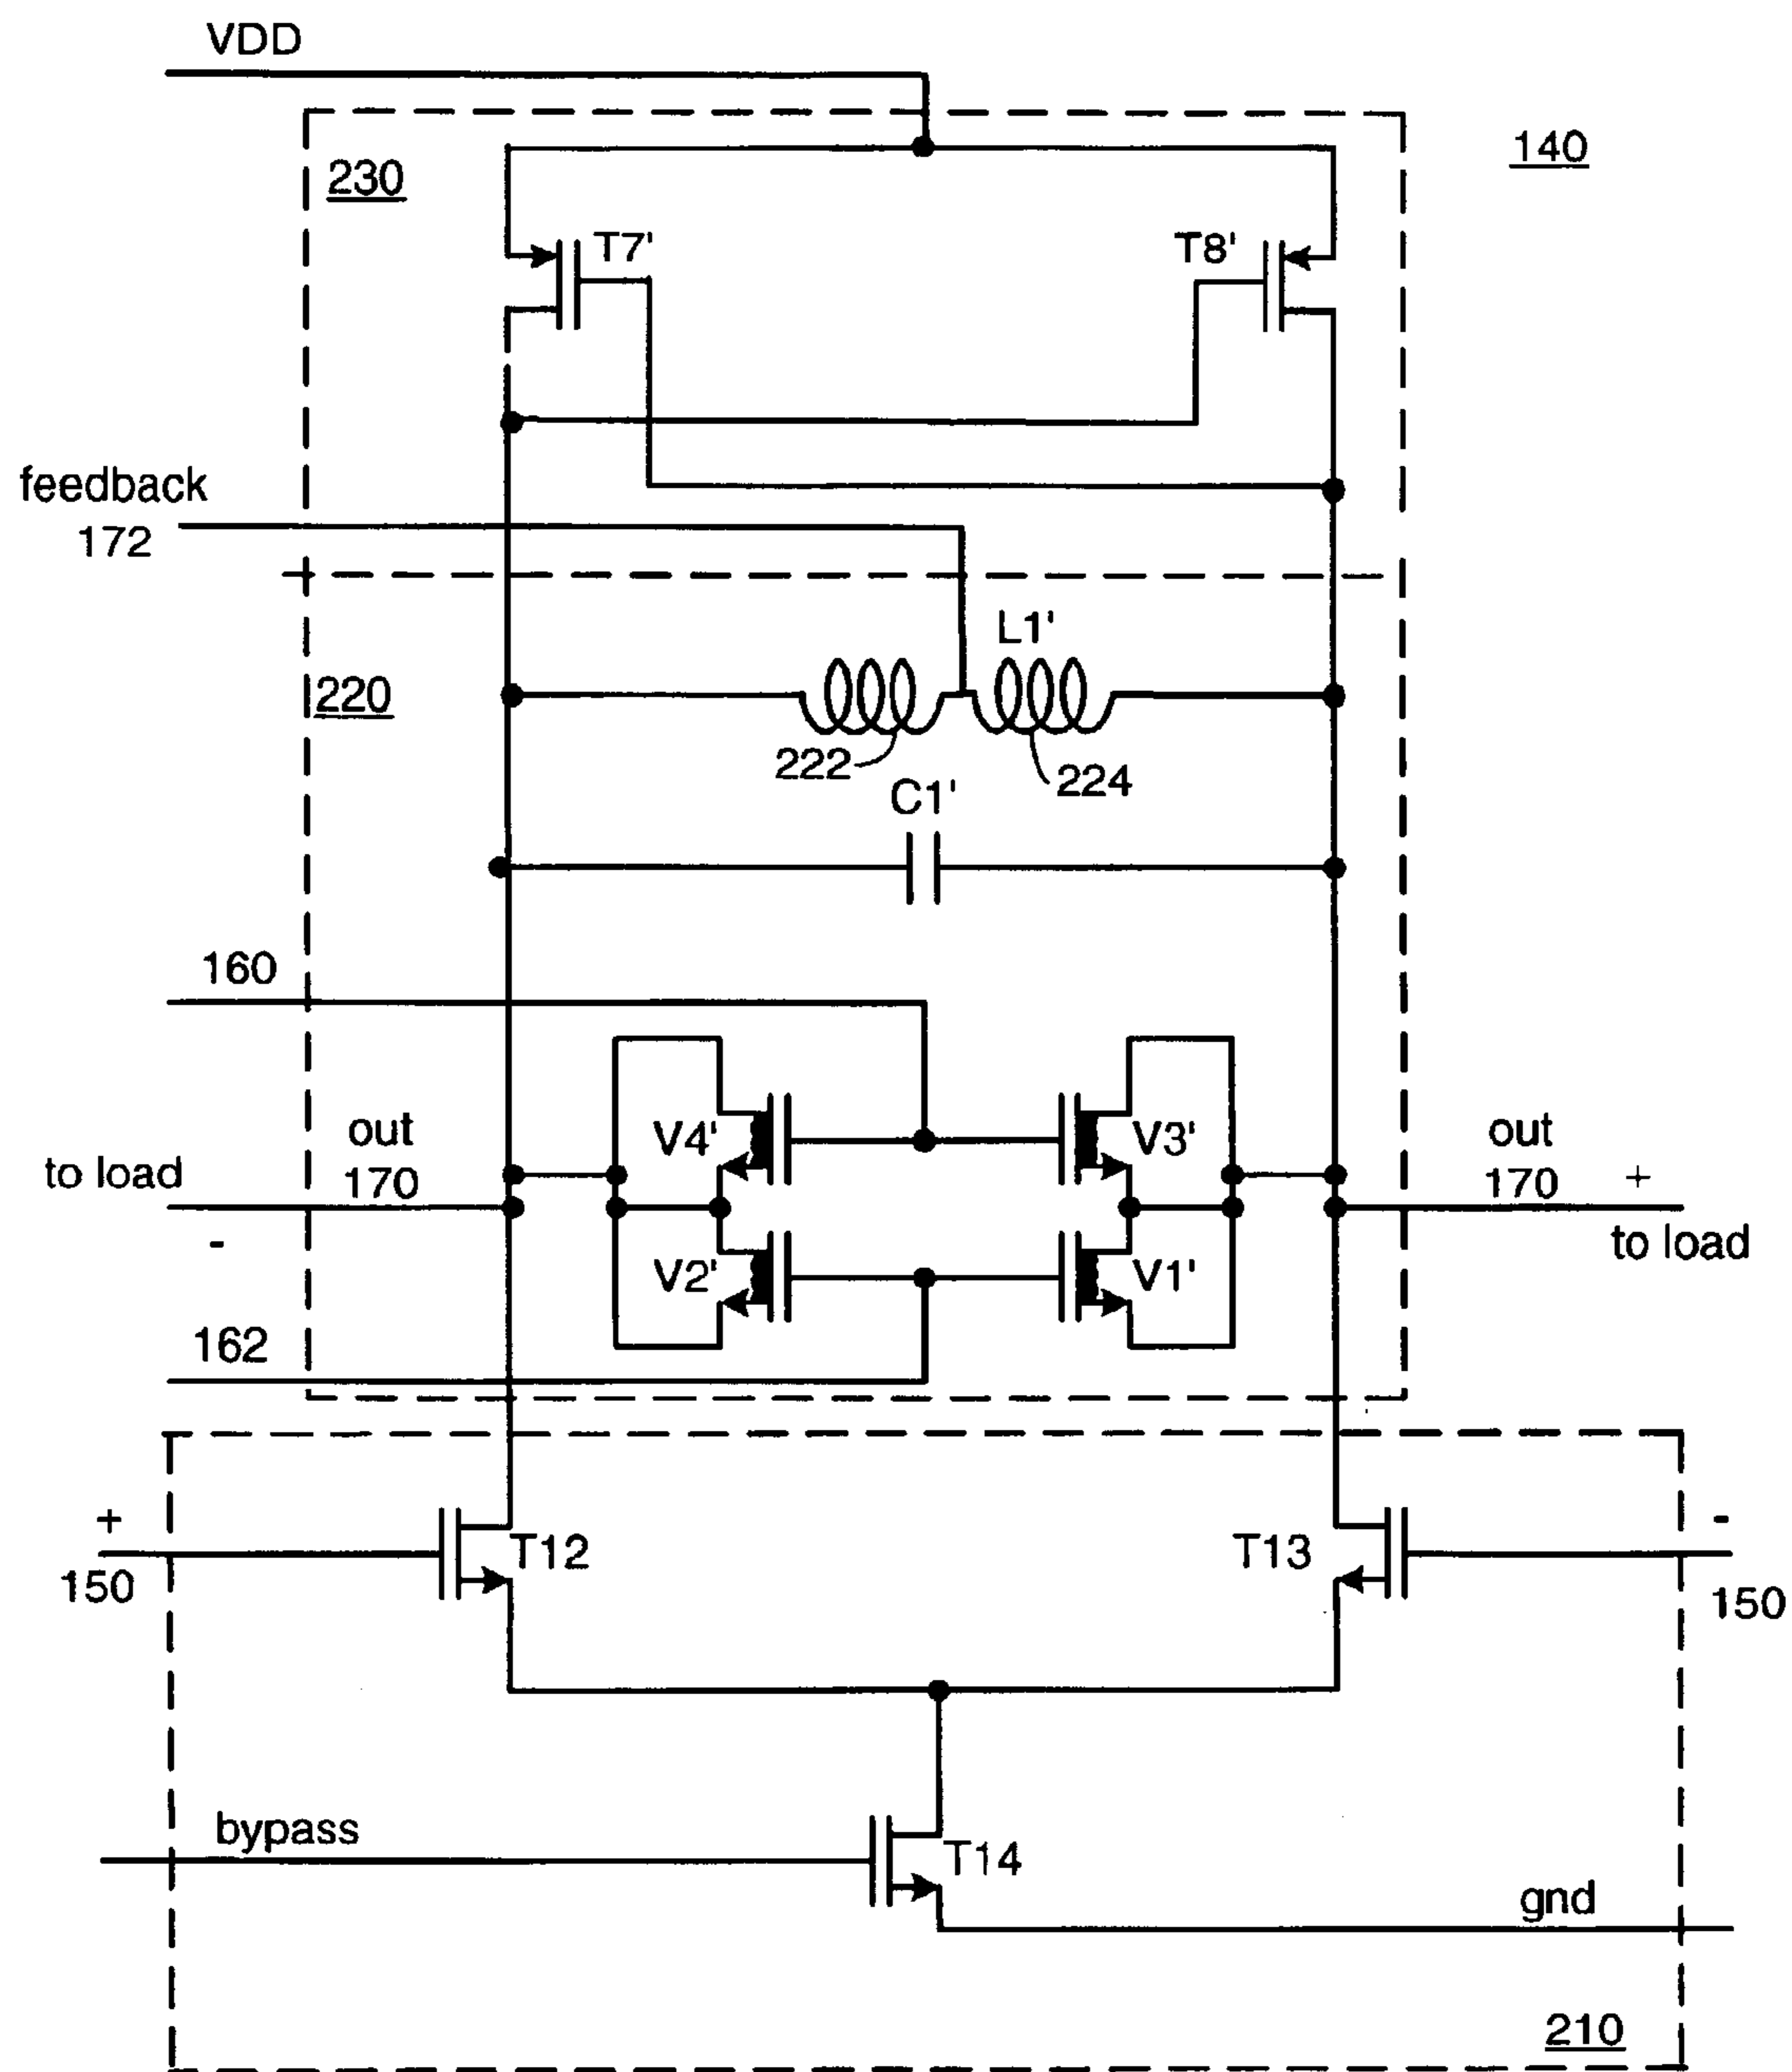 VDD
140
230
T7'
T8'
feedback
172
L1'
220
222
224
C1'
160
V4'
V3'
out
170
to load
-
out
170
+
to load
V2'
V1'
162
+
150
T12
T13
-
150
bypass
T14
gnd
210